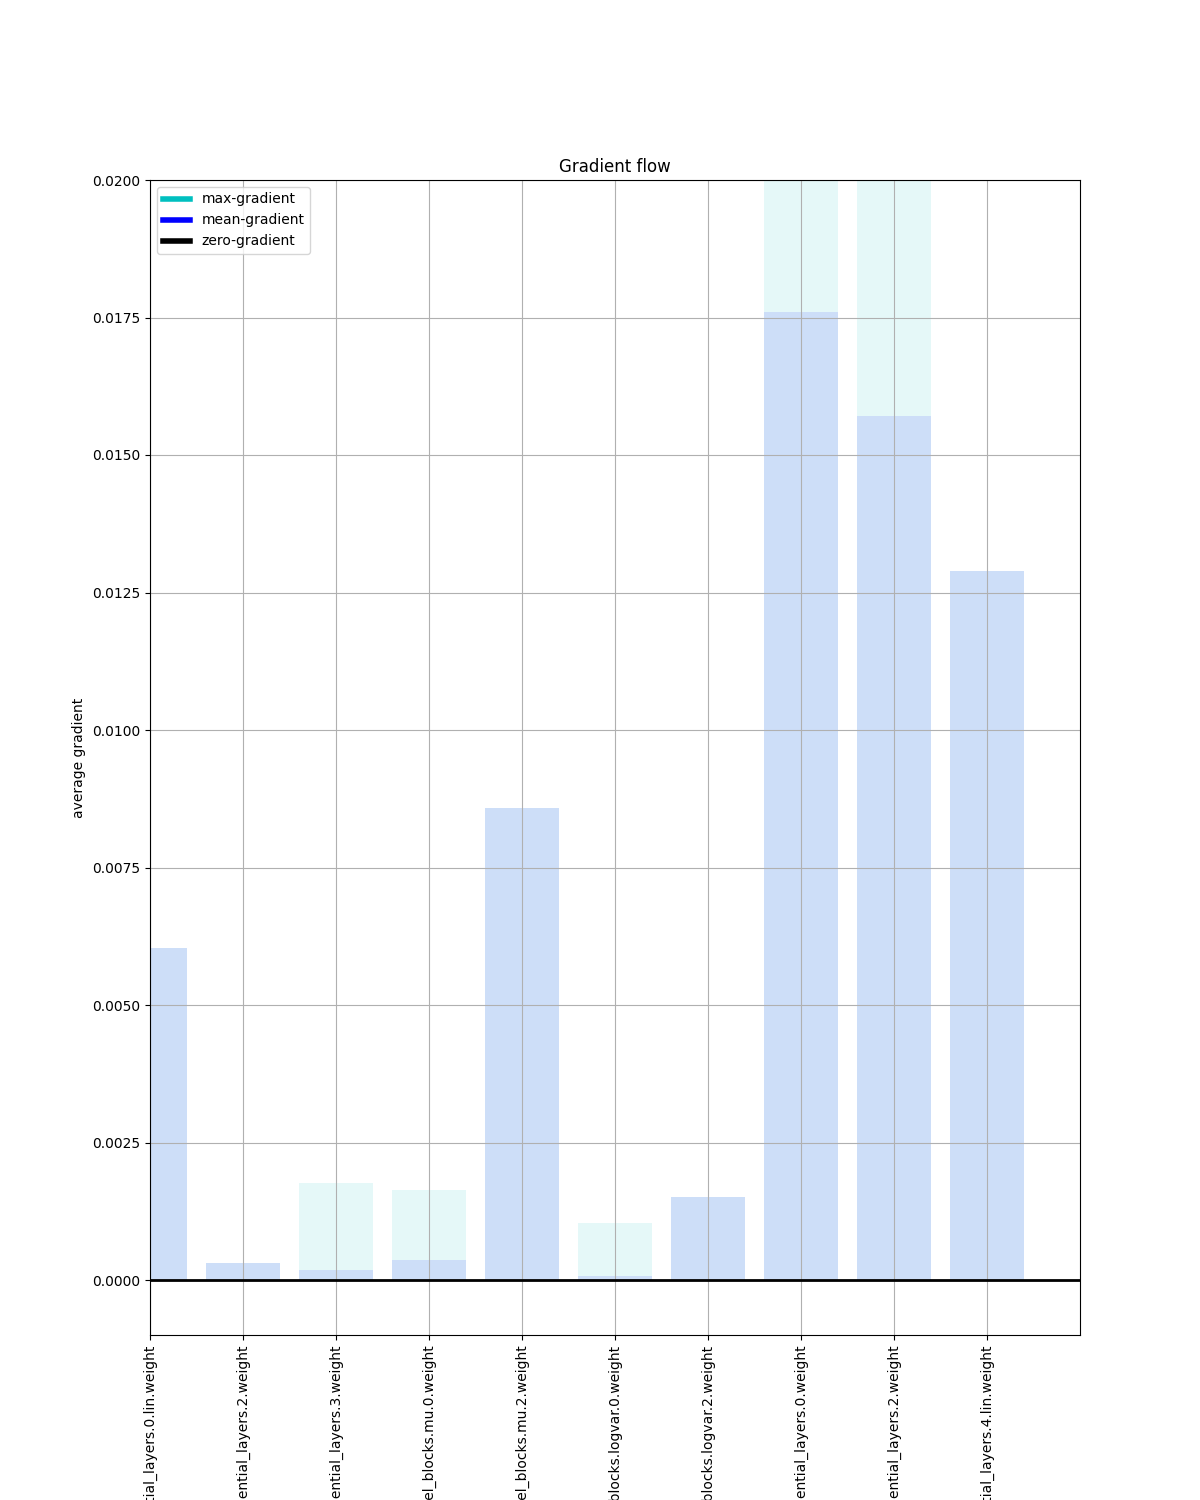 Gradient flow
max-gradient
mean-gradient
zero-gradient
average gradient
0.0200
0.0175
0.0150
0.0125
0.0100
0.0075
0.0050
0.0025
0.0000
tial_layers.0.lin.weight
ential_layers.2.weight
ential_layers.3.weight
el_blocks.mu.0.weight
el_blocks.mu.2.weight
blocks.logvar.0.weight
blocks.logvar.2.weight
ential_layers.0.weight
ential_layers.2.weight
tial_layers.4.lin.weight